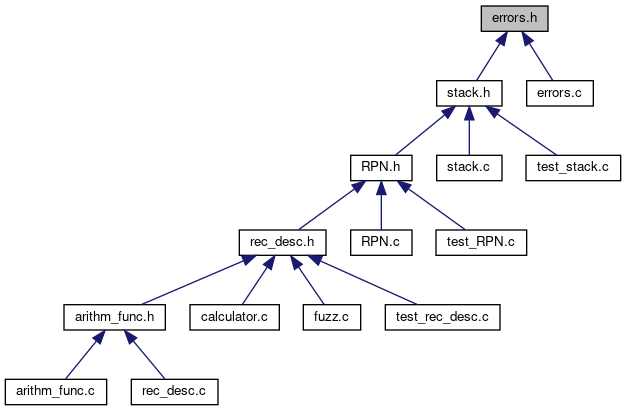 errors.h
stack.h
errors.c
RPN.h
stack.c
test_stack.c
rec_desc.h
RPN.c
test_RPN.c
arithm_func.h
calculator.c
fuzz.c
test_rec_desc.c
arithm_func.c
rec_desc.c